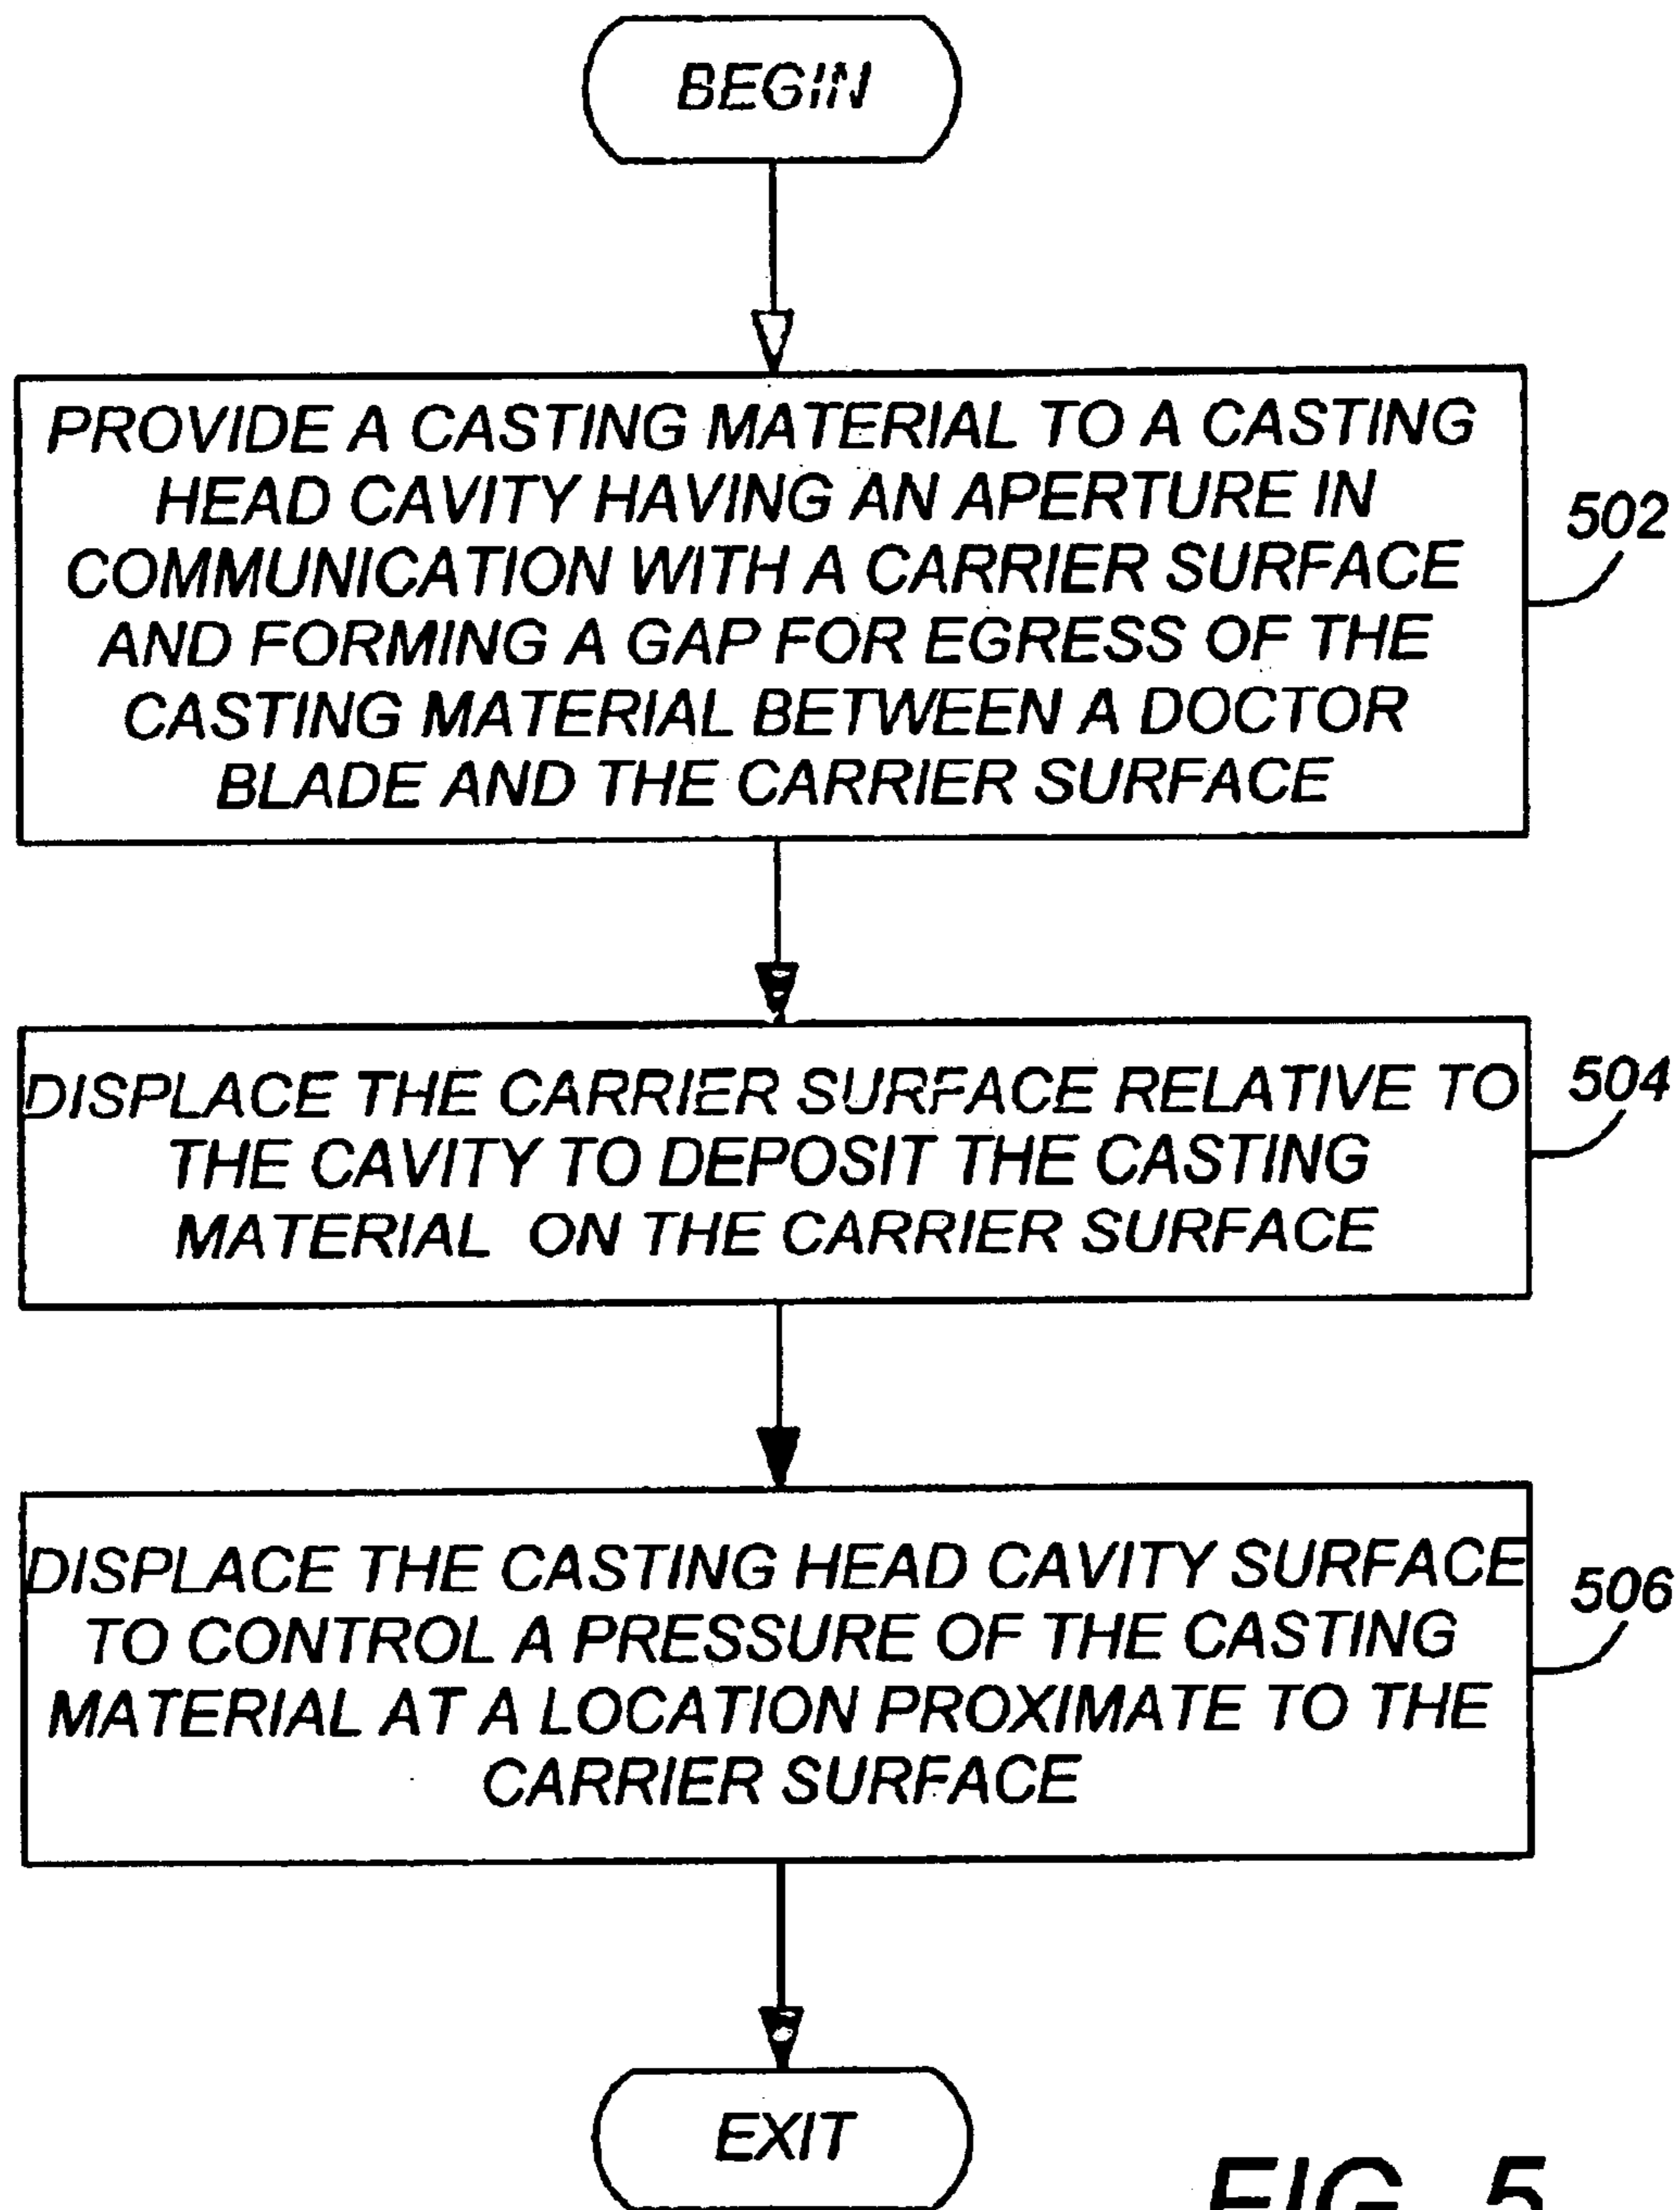 BEGIN
PROVIDE A CASTING MATERIAL TO A CASTING
HEAD CAVITY HAVING AN APERTURE IN
COMMUNICATION WITH A CARRIER SURFACE
AND FORMING A GAP FOR EGRESS OF THE
CASTING MATERIAL BETWEEN A DOCTOR
BLADE AND THE CARRIER SURFACE
502
DISPLACE THE CARRIER SURFACE RELATIVE TO
THE CAVITY TO DEPOSIT THE CASTING
MATERIAL ON THE CARRIER SURFACE
504
DISPLACE THE CASTING HEAD CAVITY SURFACE
TO CONTROL A PRESSURE OF THE CASTING
MATERIAL AT A LOCATION PROXIMATE TO THE
CARRIER SURFACE
506
EXIT
FIG. 5